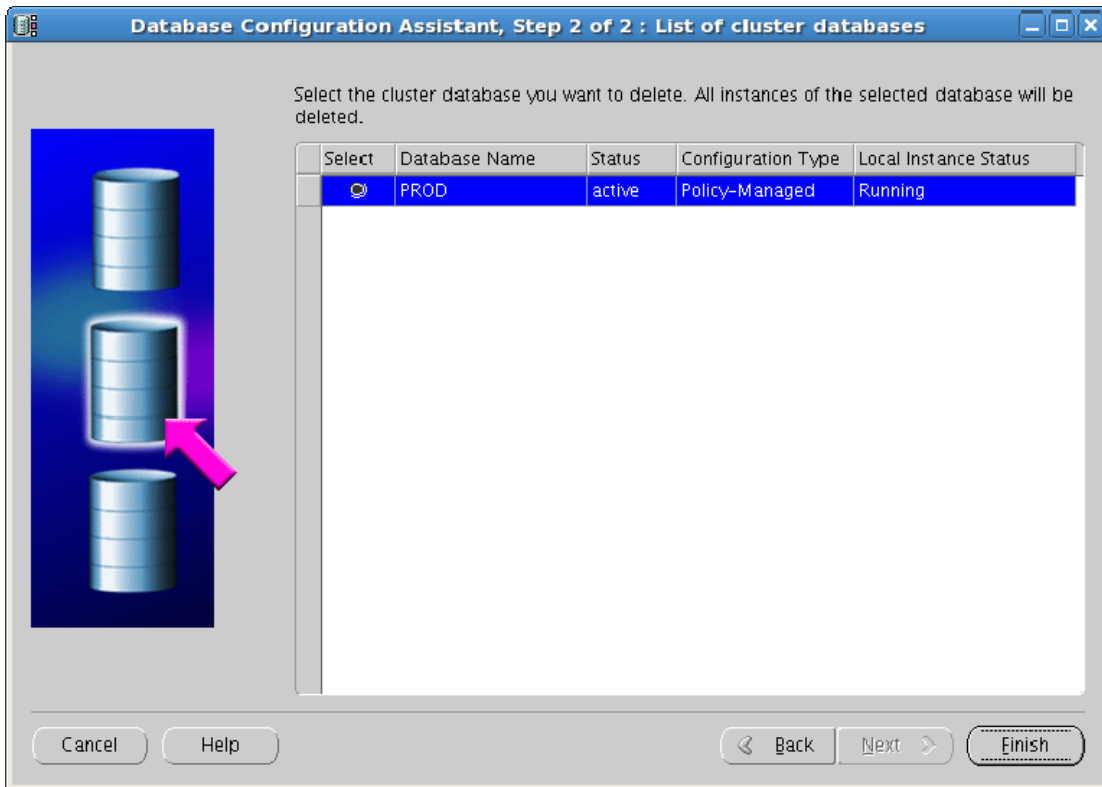 Database Configuration Assistant, Step 2 of 2 : List of cluster databases
Select the cluster database you want to delete. All instances of the selected database will be
deleted.
Select Database Name Status Configuration Type Local Instance Status
PROD active Policy-Managed Running
Cancel Help Back Next Finish